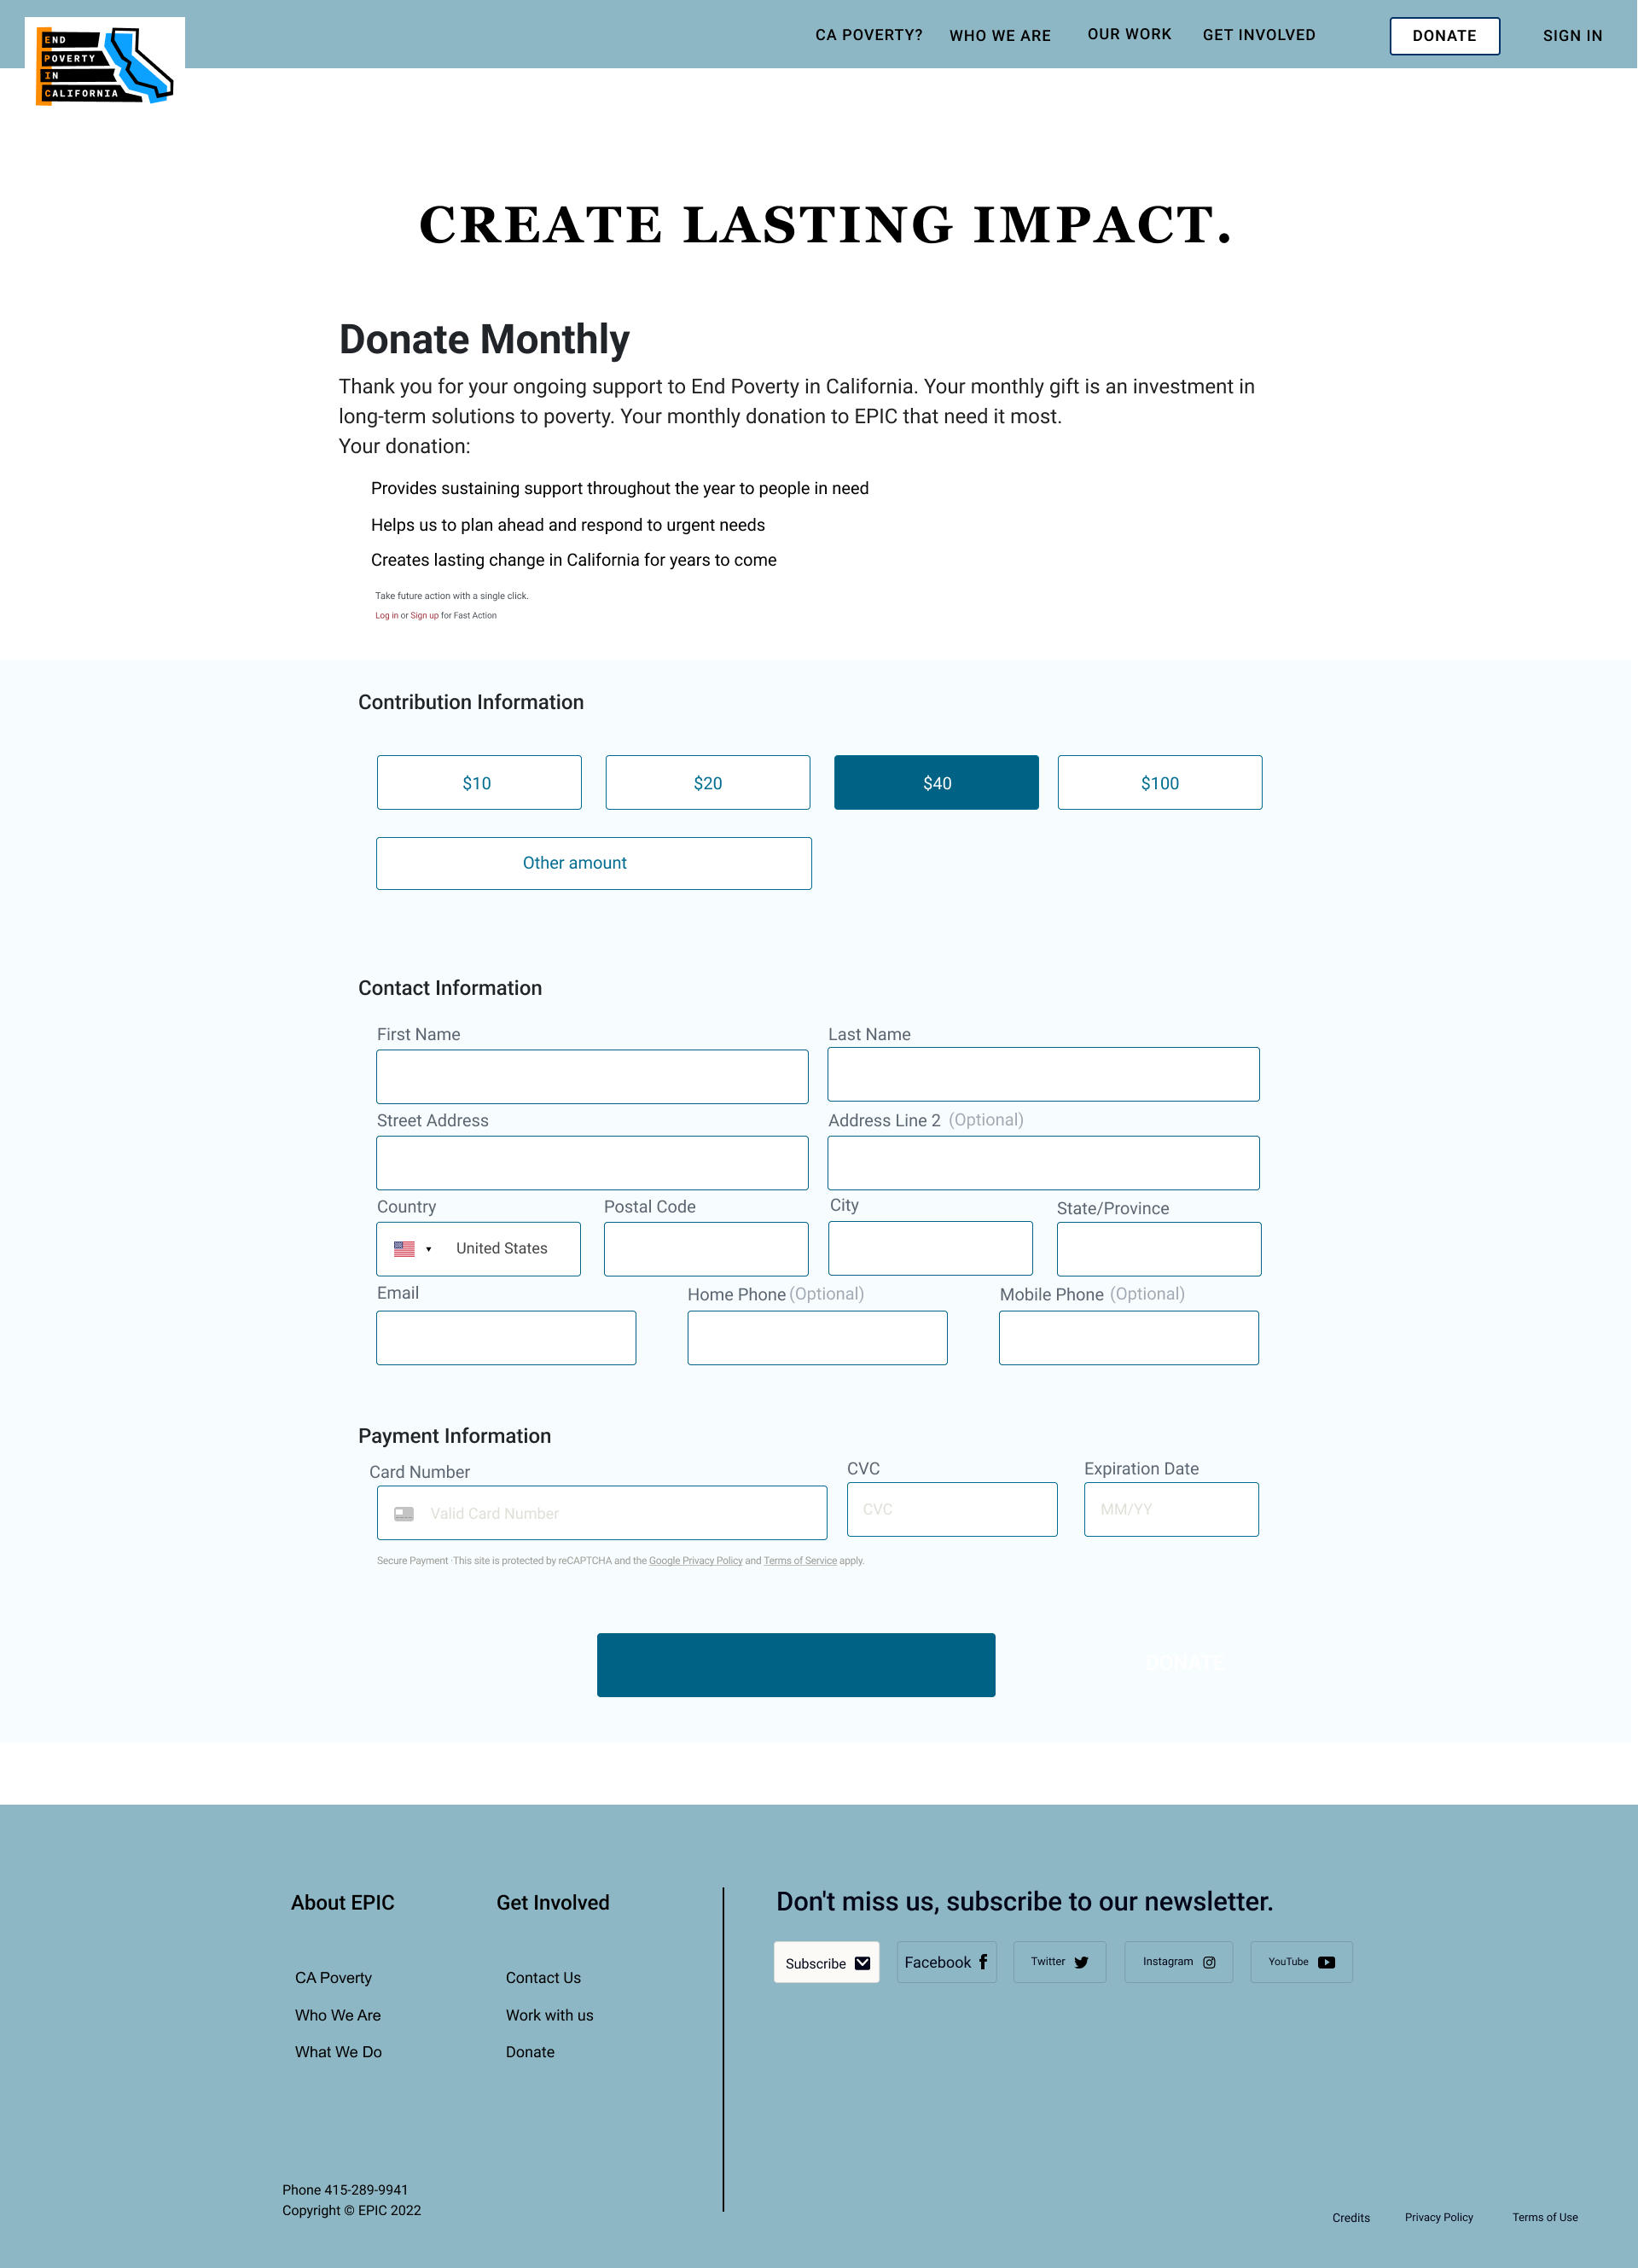 END
POVERTY
IN
CALIFORNIA
CA POVERTY? WHO WE ARE OUR WORK GET INVOLVED DONATE SIGN IN
CREATE LASTING IMPACT.
Donate Monthly
Thank you for your ongoing support to End Poverty in California. Your monthly gift is an investment in
long-term solutions to poverty. Your monthly donation to EPIC that need it most.
Your donation:
Provides sustaining support throughout the year to people in need
Helps us to plan ahead and respond to urgent needs
Creates lasting change in California for years to come
Take future action with a single click.
Log in or Sign up for Fast Action
Contribution Information
$10 $20 $40 $100
Other amount
Contact Information
First Name Last Name
Street Address Address Line 2 (Optional)
Country Postal Code City State/Province
United States
Email Home Phone (Optional) Mobile Phone (Optional)
Payment Information
Card Number CVC Expiration Date
Valid Card Number CVC MM/YY
Secure Payment ·This site is protected by reCAPTCHA and the Google Privacy Policy and Terms of Service apply.
DONATE
About EPIC Get Involved Don't miss us, subscribe to our newsletter.
Subscribe Facebook Twitter Instagram YouTube
CA Poverty Contact Us
Who We Are Work with us
What We Do Donate
Phone 415-289-9941
Copyright © EPIC 2022
Credits Privacy Policy Terms of Use